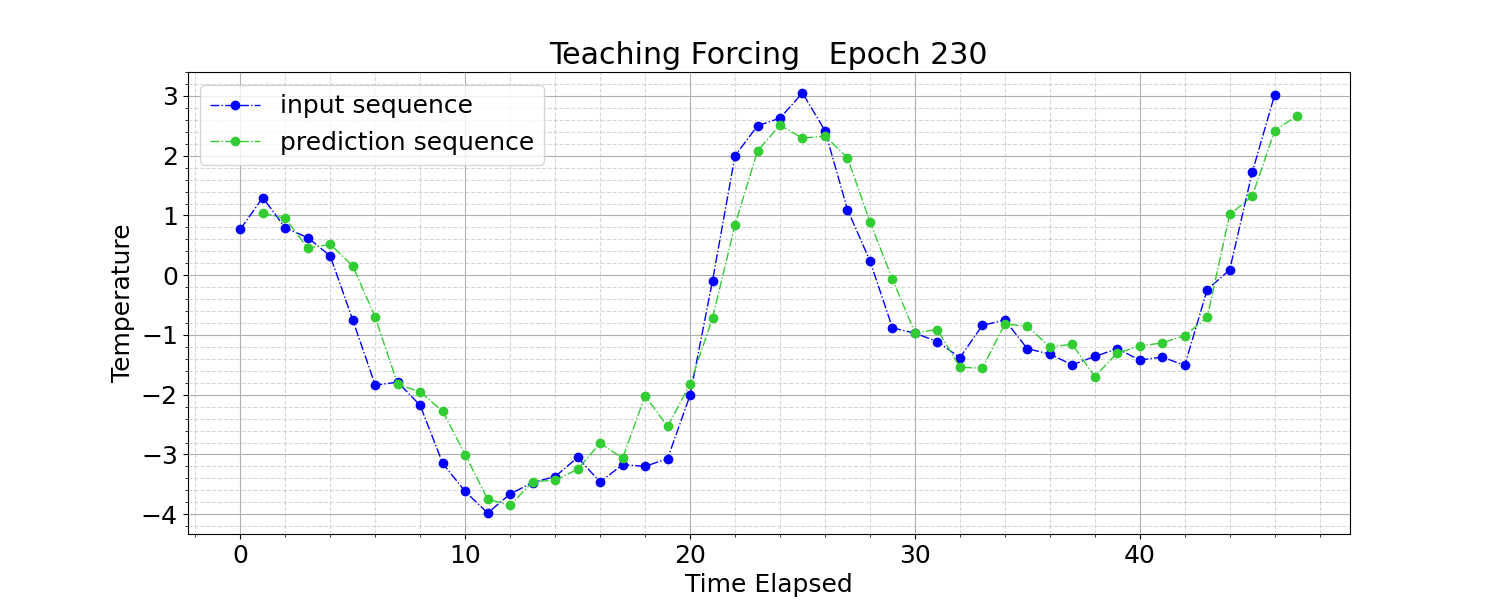 Teaching Forcing   Epoch 230
input sequence
prediction sequence
Temperature
3
2
1
0
−1
−2
−3
−4
0 10 20 30 40
Time Elapsed